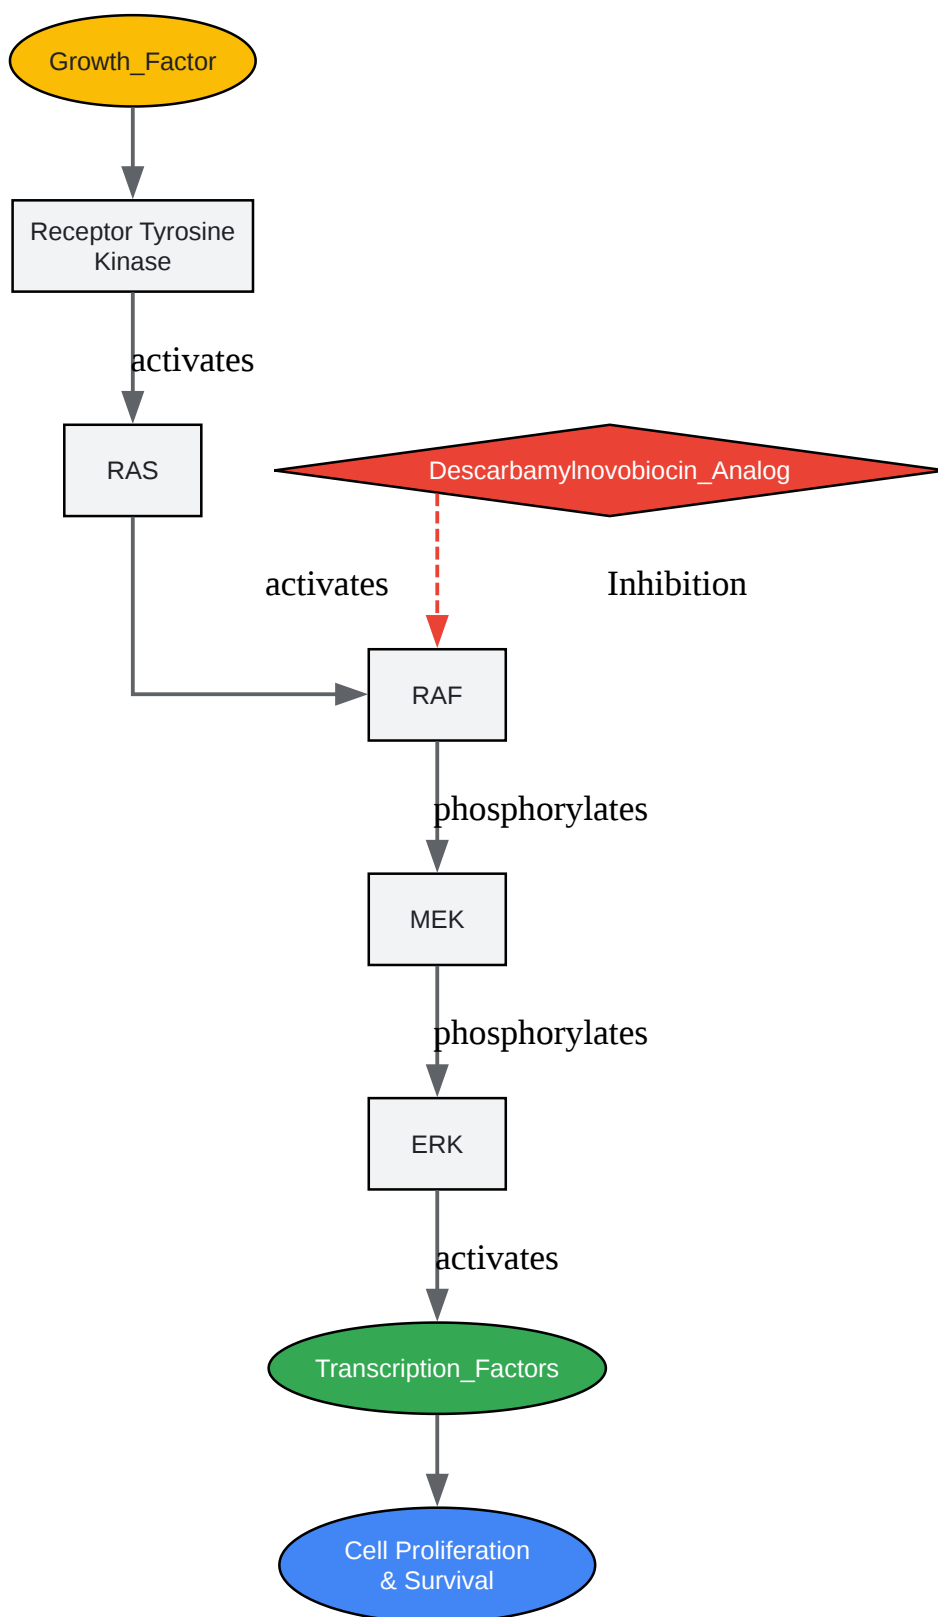 Growth_Factor
Receptor Tyrosine
Kinase
activates
RAS
Descarbamylnovobiocin_Analog
activates
Inhibition
RAF
phosphorylates
MEK
phosphorylates
ERK
activates
Transcription_Factors
Cell Proliferation
& Survival